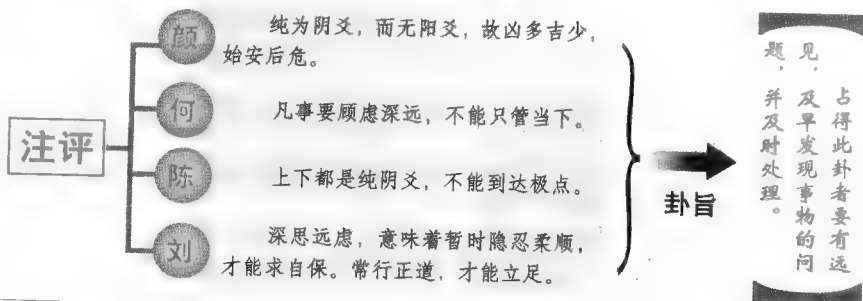 注评
颜
纯为阴爻，而无阳爻，故凶多吉少，
始安后危。
何
凡事要顾虑深远，不能只管当下。
陈
上下都是纯阴爻，不能到达极点。
刘
深思远虑，意味着暂时隐忍柔顺，
才能求自保。常行正道，才能立足。
卦旨
占得此卦者要有远
见，及早发现事物的问
题，并及时处理。